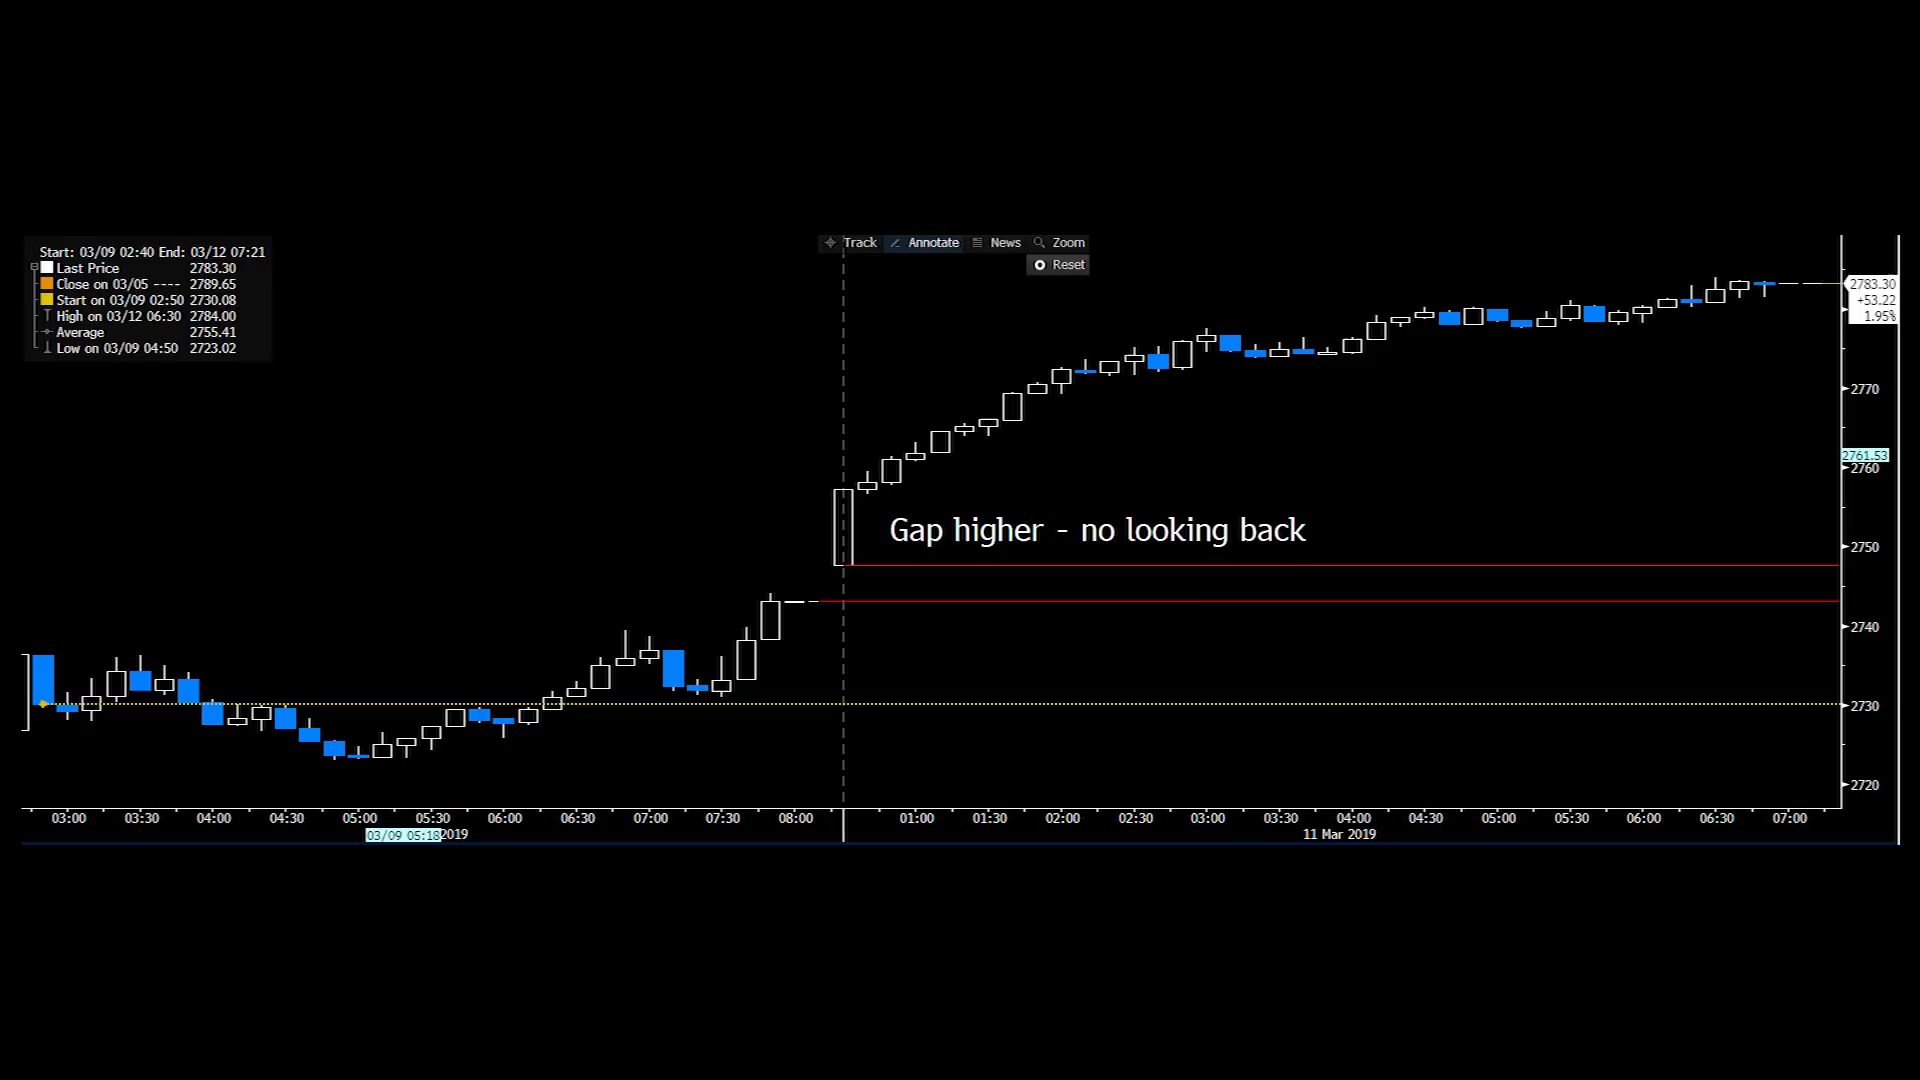 Track Annotate News Zoom
Reset
Start: 03/09 02:40 End: 03/12 07:21
Last Price 2783.30
Close on 03/05 ---- 2789.65
Start on 03/09 02:50 2730.08
High on 03/12 06:30 2784.00
Average 2755.41
Low on 03/09 04:50 2723.02
2783.30
+53.22
1.95%
2770
2761.53
2760
Gap higher - no looking back
2750
2740
2730
2720
03:00 03:30 04:00 04:30 05:00 05:30 06:00 06:30 07:00 07:30 08:00 01:00 01:30 02:00 02:30 03:00 03:30 04:00 04:30 05:00 05:30 06:00 06:30 07:00
03/09 05:18 2019 11 Mar 2019